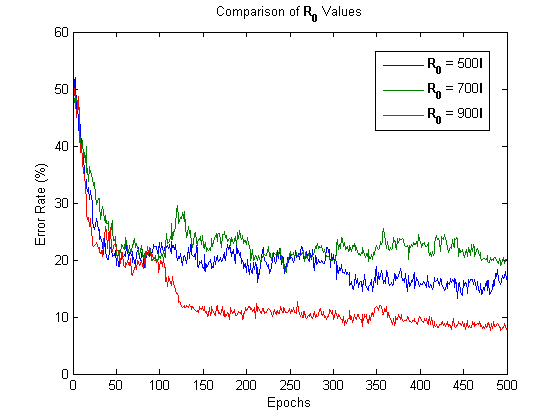 Comparison of R0 Values
60
50
40
30
20
10
0
Error Rate (%)
R0 = 500I
R0 = 700I
R0 = 900I
0 50 100 150 200 250 300 350 400 450 500
Epochs